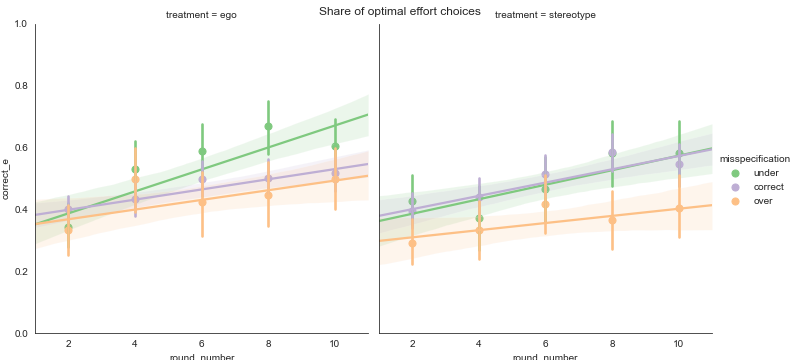 Share of optimal effort choices
treatment = ego
treatment = stereotype
1.0
0.8
0.6
0.4
0.2
0.0
correct_e
2 4 6 8 10
2 4 6 8 10
round_number
round_number
misspecification
under
correct
over